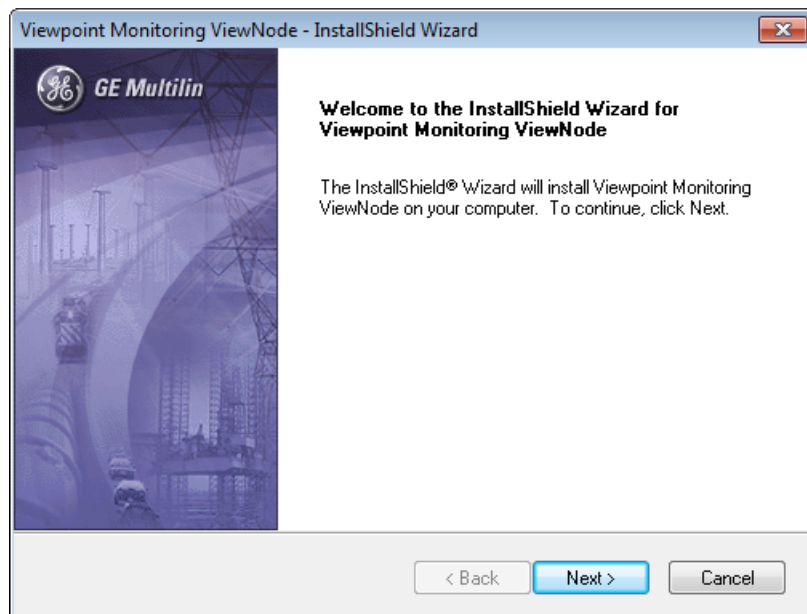 Viewpoint Monitoring ViewNode - InstallShield Wizard
GE Multilin
Welcome to the InstallShield Wizard for
Viewpoint Monitoring ViewNode
The InstallShield® Wizard will install Viewpoint Monitoring
ViewNode on your computer. To continue, click Next.
< Back
Next >
Cancel